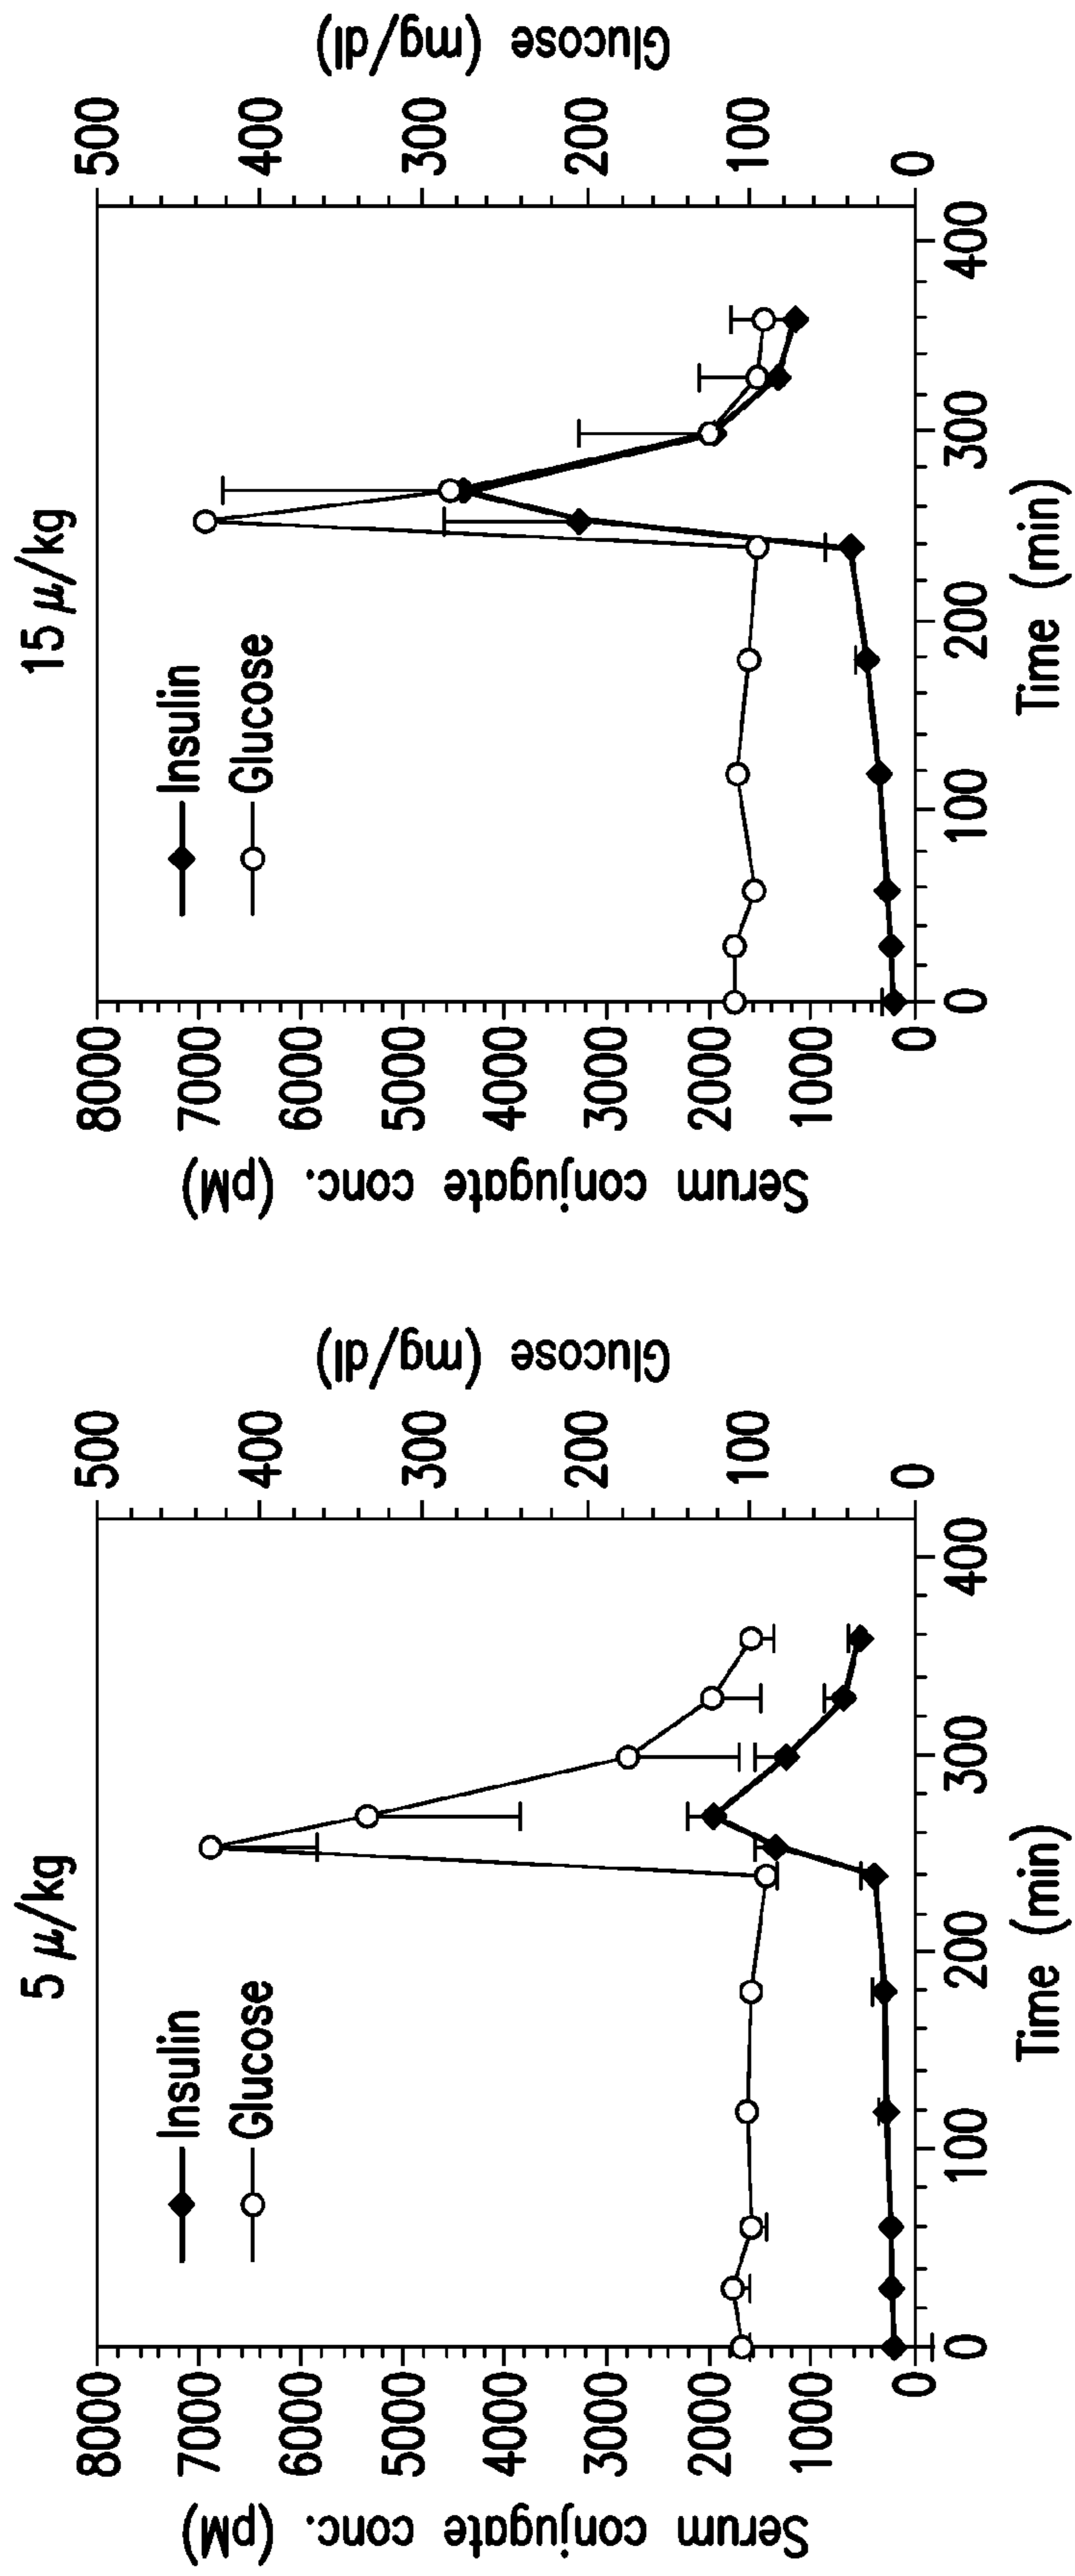 5 μ/kg
Insulin
Glucose
Serum conjugate conc. (pM)
8000
7000
6000
5000
4000
3000
2000
1000
0
Glucose (mg/dl)
500
400
300
200
100
0
0 100 200 300 400
Time (min)
15 μ/kg
Insulin
Glucose
Serum conjugate conc. (pM)
8000
7000
6000
5000
4000
3000
2000
1000
0
Glucose (mg/dl)
500
400
300
200
100
0
0 100 200 300 400
Time (min)